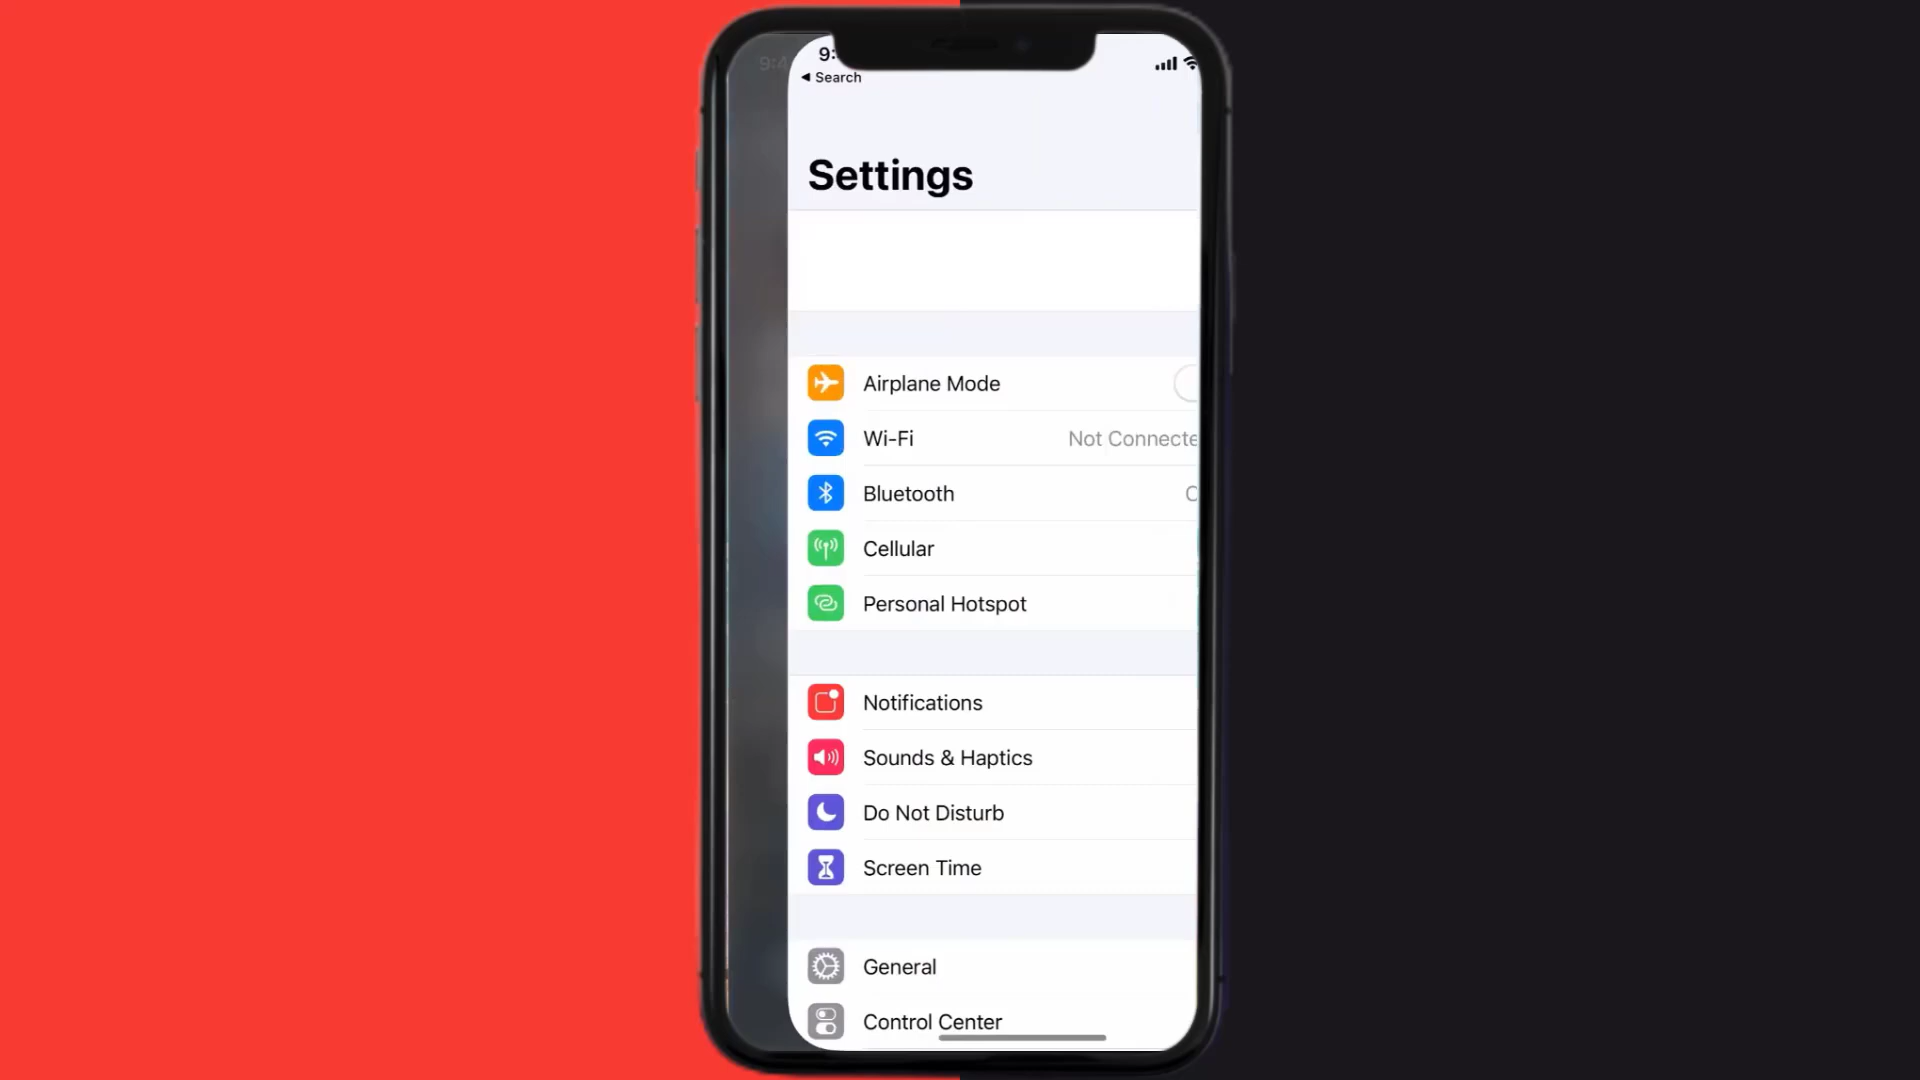 9:
◀ Search
Settings
Airplane Mode
Wi-Fi
Not Connecte
Bluetooth
Cellular
Personal Hotspot
Notifications
Sounds & Haptics
Do Not Disturb
Screen Time
General
Control Center